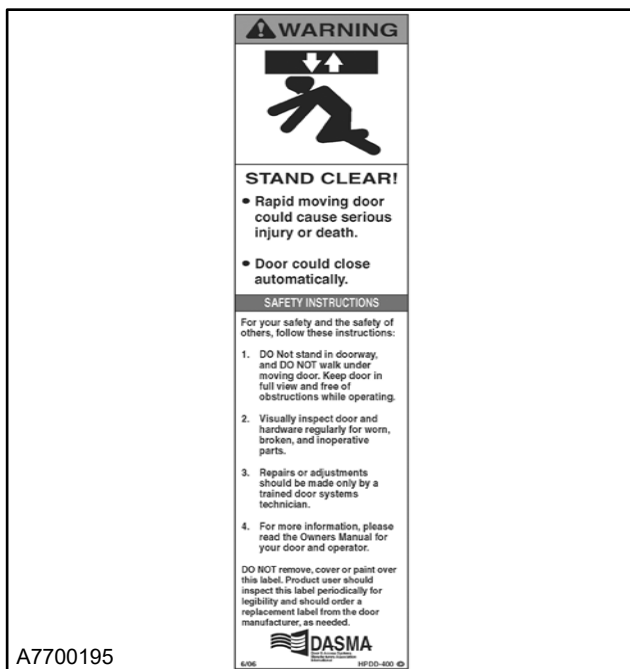 WARNING
STAND CLEAR!
• Rapid moving door
could cause serious
injury or death.
• Door could close
automatically.
SAFETY INSTRUCTIONS
For your safety and the safety of
others, follow these instructions:
1. DO Not stand in doorway,
and DO NOT walk under
moving door. Keep door in
full view and free of
obstructions while operating.
2. Visually inspect door and
hardware regularly for worn,
broken, and inoperative
parts.
3. Repairs or adjustments
should be made only by a
trained door systems
technician.
4. For more information, please
read the Owners Manual for
your door and operator.
DO NOT remove, cover or paint over
this label. Product user should
inspect this label periodically for
legibility and should order a
replacement label from the door
manufacturer, as needed.
DASMA
6/06 HPDD-400
A7700195